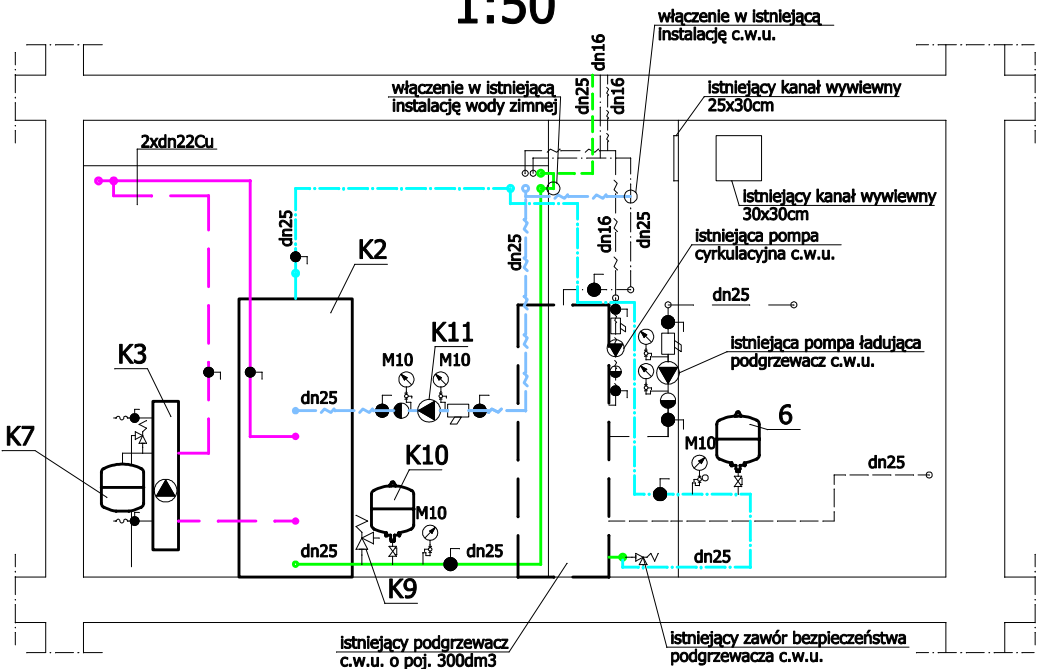 1:50
włączenie w istniejącą
instalację c.w.u.
dn16
włączenie w istniejącą
instalację wody zimnej
dn25
dn16
istniejący kanał wywiewny
25x30cm
2xdn22Cu
istniejący kanał wywiewny
30x30cm
dn25
K2
dn25
dn16
dn25
istniejąca pompa
cyrkulacyjna c.w.u.
dn25
K11
M10
M10
istniejąca pompa ładująca
podgrzewacz c.w.u.
K3
dn25
K7
K10
M10
6
M10
dn25
dn25
dn25
dn25
K9
istniejący podgrzewacz
c.w.u. o poj. 300dm3
istniejący zawór bezpieczeństwa
podgrzewacza c.w.u.